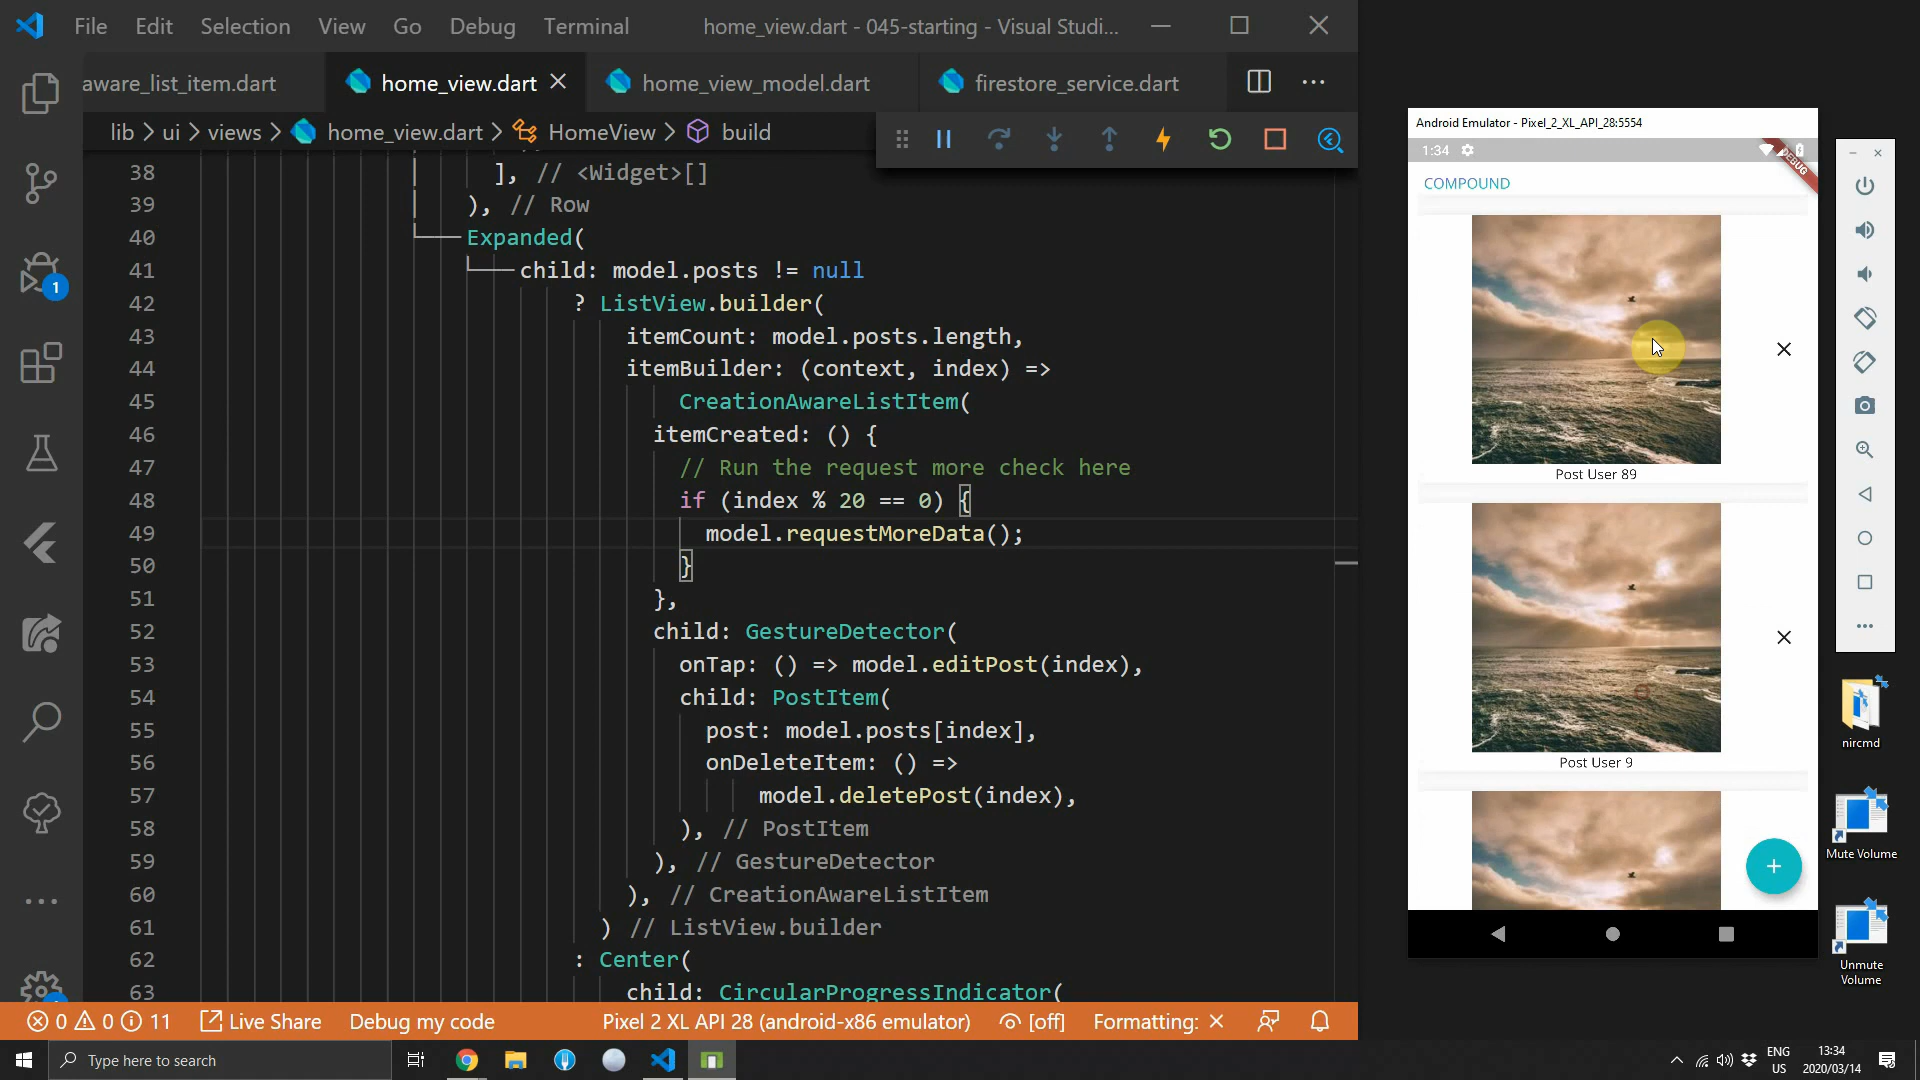 File Edit Selection View Go Debug Terminal home_view.dart - 045-starting - Visual Studi...
aware_list_item.dart home_view.dart home_view_model.dart firestore_service.dart
lib > ui > views > home_view.dart > HomeView > build
38 ], // <Widget>[]
39 ), // Row
40 Expanded(
41 child: model.posts != null
42 ? ListView.builder(
43 itemCount: model.posts.length,
44 itemBuilder: (context, index) =>
45 CreationAwareListItem(
46 itemCreated: () {
47 // Run the request more check here
48 if (index % 20 == 0) {
49 model.requestMoreData();
50 }
51 },
52 child: GestureDetector(
53 onTap: () => model.editPost(index),
54 child: PostItem(
55 post: model.posts[index],
56 onDeleteItem: () =>
57 model.deletePost(index),
58 ), // PostItem
59 ), // GestureDetector
60 ), // CreationAwareListItem
61 ) // ListView.builder
62 : Center(
63 child: CircularProgressIndicator(
1
0 0 11 Live Share Debug my code Pixel 2 XL API 28 (android-x86 emulator) [off] Formatting: ×
Android Emulator - Pixel_2_XL_API_28:5554
1:34
DEBUG
COMPOUND
Post User 89
Post User 9
nircmd
Mute Volume
Unmute
Volume
Type here to search
ENG
US
13:34
2020/03/14